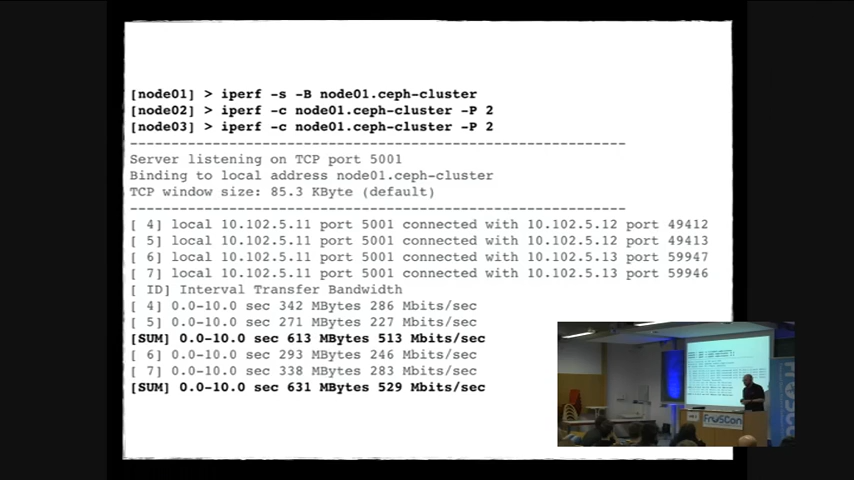 [node01] > iperf -s -B node01.ceph-cluster
[node02] > iperf -c node01.ceph-cluster -P 2
[node03] > iperf -c node01.ceph-cluster -P 2
------------------------------------------------------------
Server listening on TCP port 5001
Binding to local address node01.ceph-cluster
TCP window size: 85.3 KByte (default)
------------------------------------------------------------
[ 4] local 10.102.5.11 port 5001 connected with 10.102.5.12 port 49412
[ 5] local 10.102.5.11 port 5001 connected with 10.102.5.12 port 49413
[ 6] local 10.102.5.11 port 5001 connected with 10.102.5.13 port 59947
[ 7] local 10.102.5.11 port 5001 connected with 10.102.5.13 port 59946
[ ID] Interval Transfer Bandwidth
[ 4] 0.0-10.0 sec 342 MBytes 286 Mbits/sec
[ 5] 0.0-10.0 sec 271 MBytes 227 Mbits/sec
[SUM] 0.0-10.0 sec 613 MBytes 513 Mbits/sec
[ 6] 0.0-10.0 sec 293 MBytes 246 Mbits/sec
[ 7] 0.0-10.0 sec 338 MBytes 283 Mbits/sec
[SUM] 0.0-10.0 sec 631 MBytes 529 Mbits/sec
FrOSCon